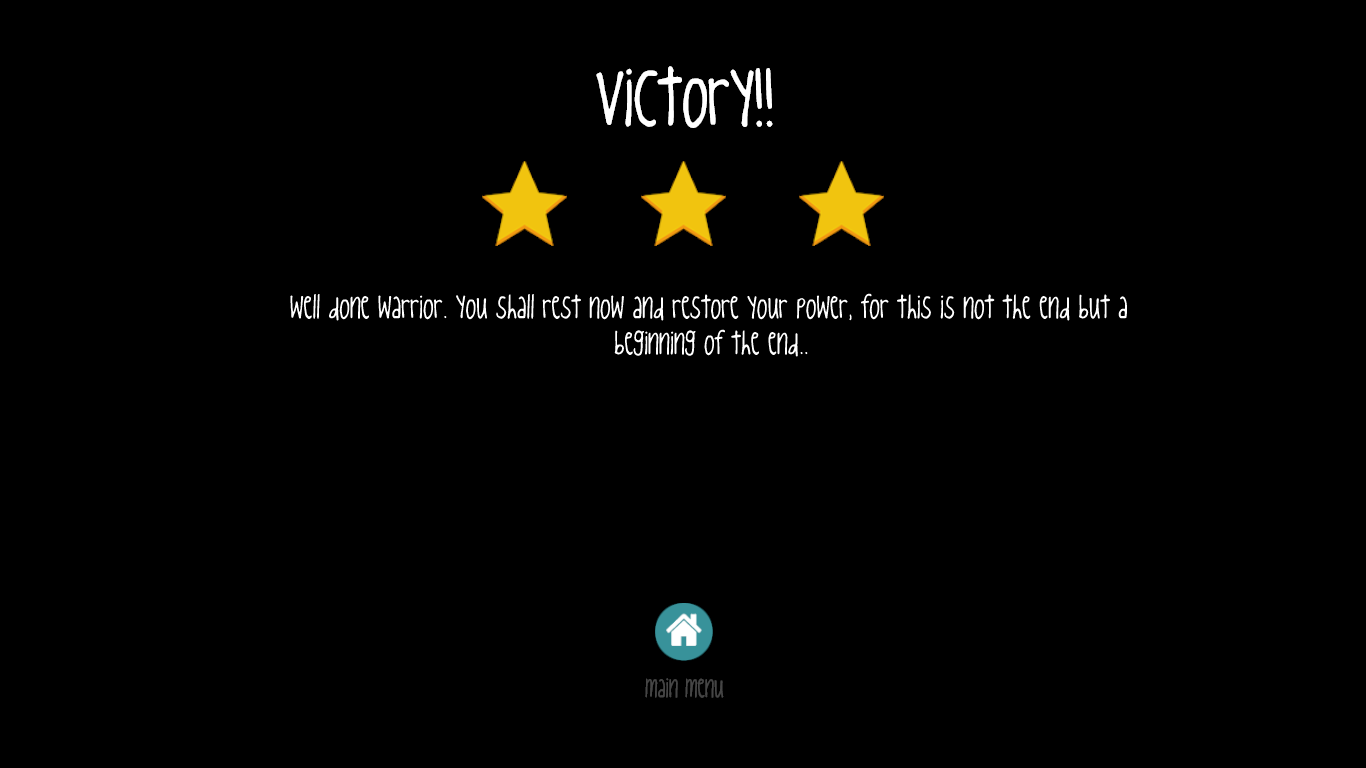 Victory!!
Well done Warrior. You shall rest now and restore your power, for this is not the end but a
beginning of the end..
main menu